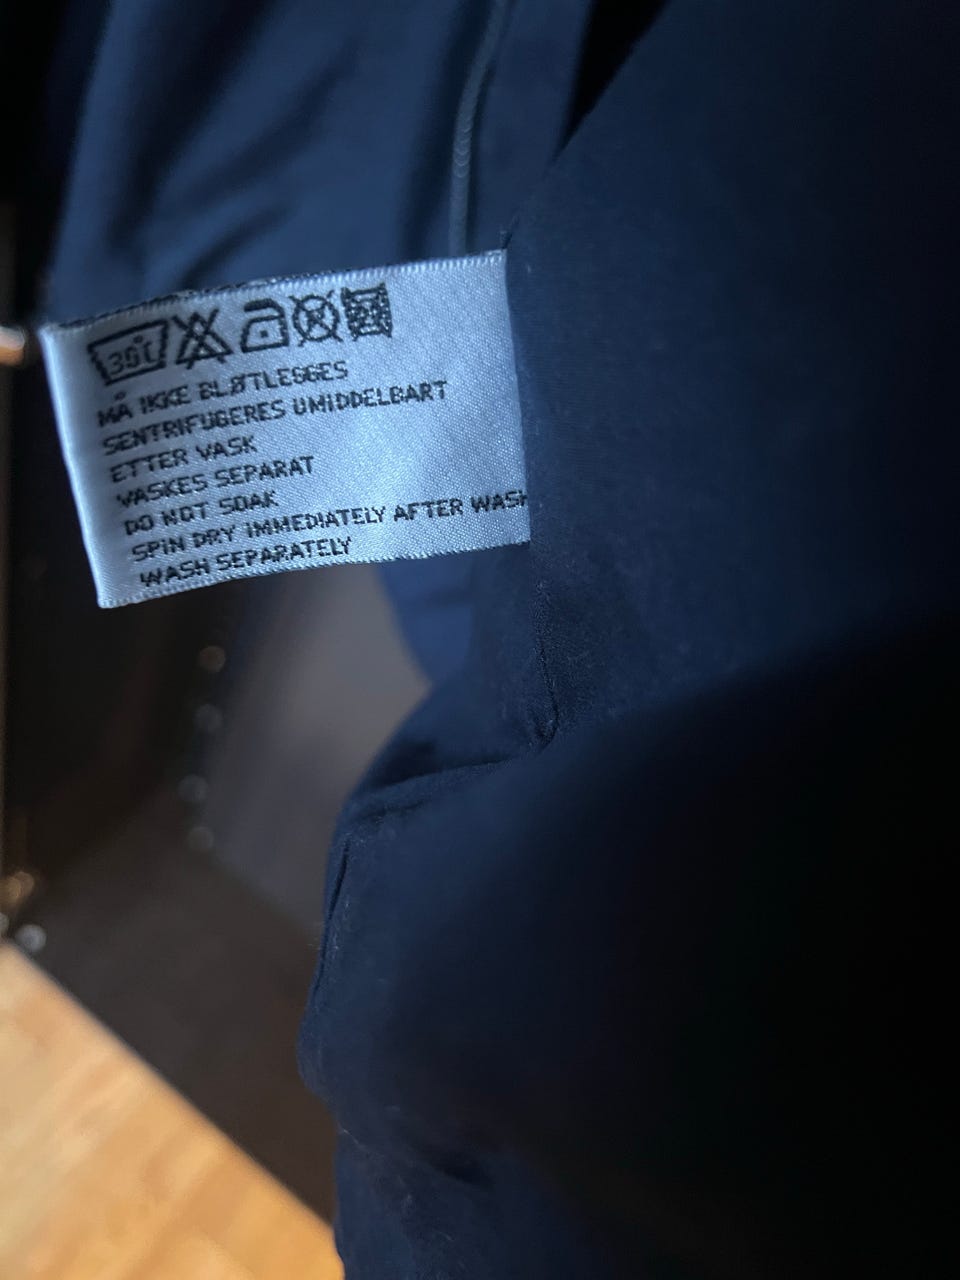 30°C
MÅ IKKE BLØTLEGGES
SENTRIFUGERES UMIDDELBART
ETTER VASK
VASKES SEPARAT
DO NOT SOAK
SPIN DRY IMMEDIATELY AFTER WASH
WASH SEPARATELY